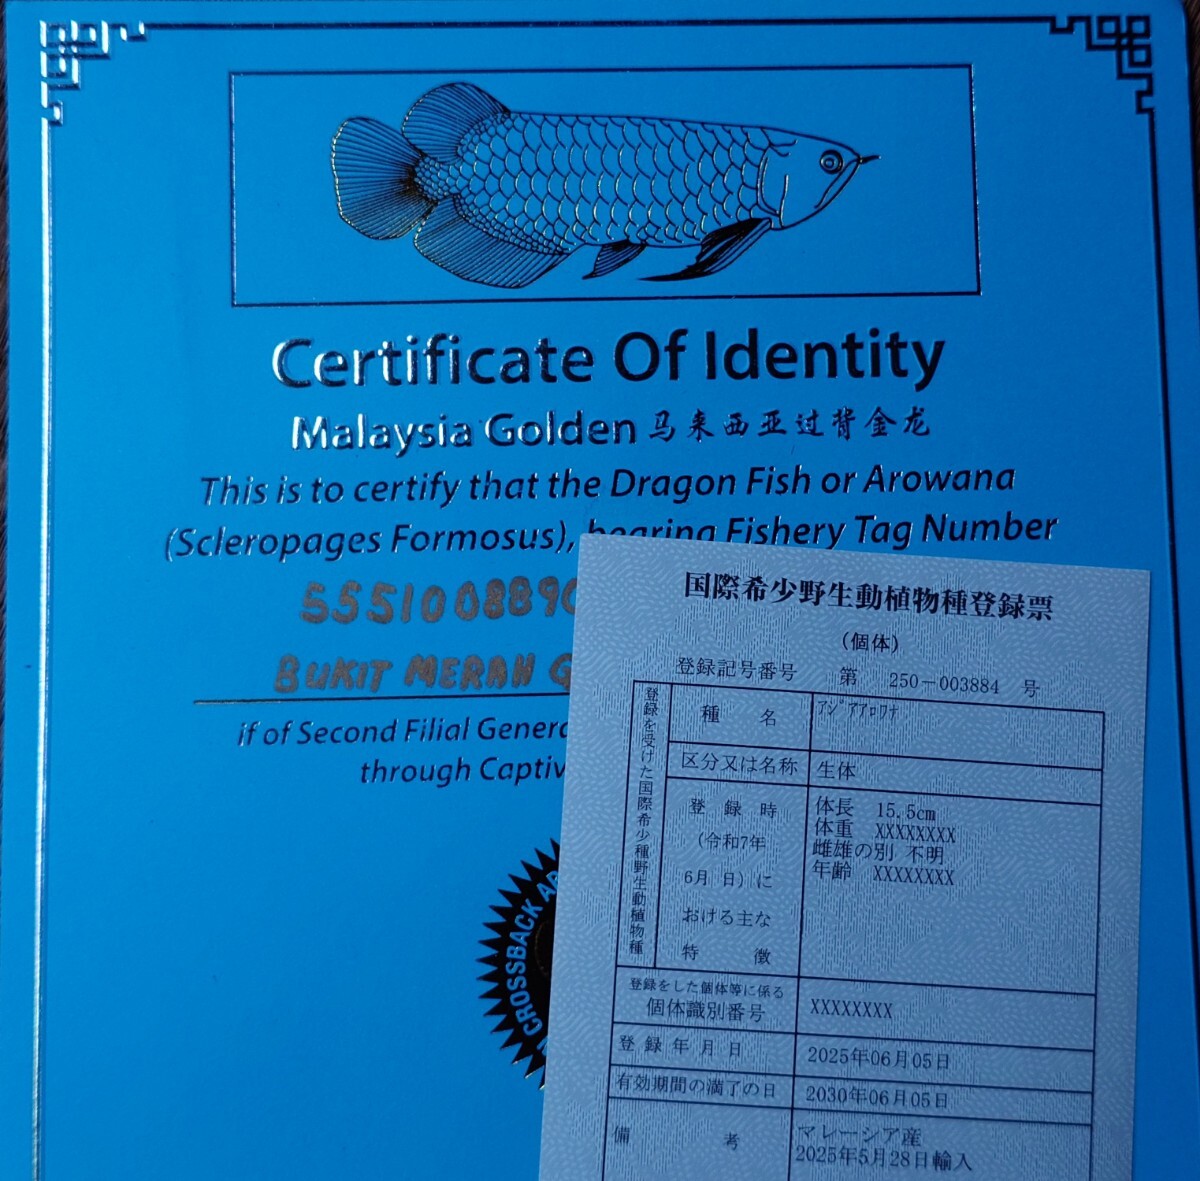 Certificate Of Identity
Malaysia Golden 马来西亚过背金龙
This is to certify that the Dragon Fish or Arowana
(Scleropages Formosus), bearing Fishery Tag Number
BUKIT MERAH G
if of Second Filial Genera
through Captiv
CROSSBACK AR
国際希少野生動植物種登録票
(個体)
登録記号番号 第 250-003884 号
登録を受けた国際希少野生動植物種
種名 アジアアロワナ
区分又は名称 生体
登録時
(令和7年
6月 日)に
おける主な
特徴
体長 15.5cm
体重 XXXXXXXX
雌雄の別 不明
年齢 XXXXXXXX
登録をした個体等に係る
個体識別番号 XXXXXXXX
登録年月日 2025年06月05日
有効期間の満了の日 2030年06月05日
備考 マレーシア産
2025年5月28日輸入